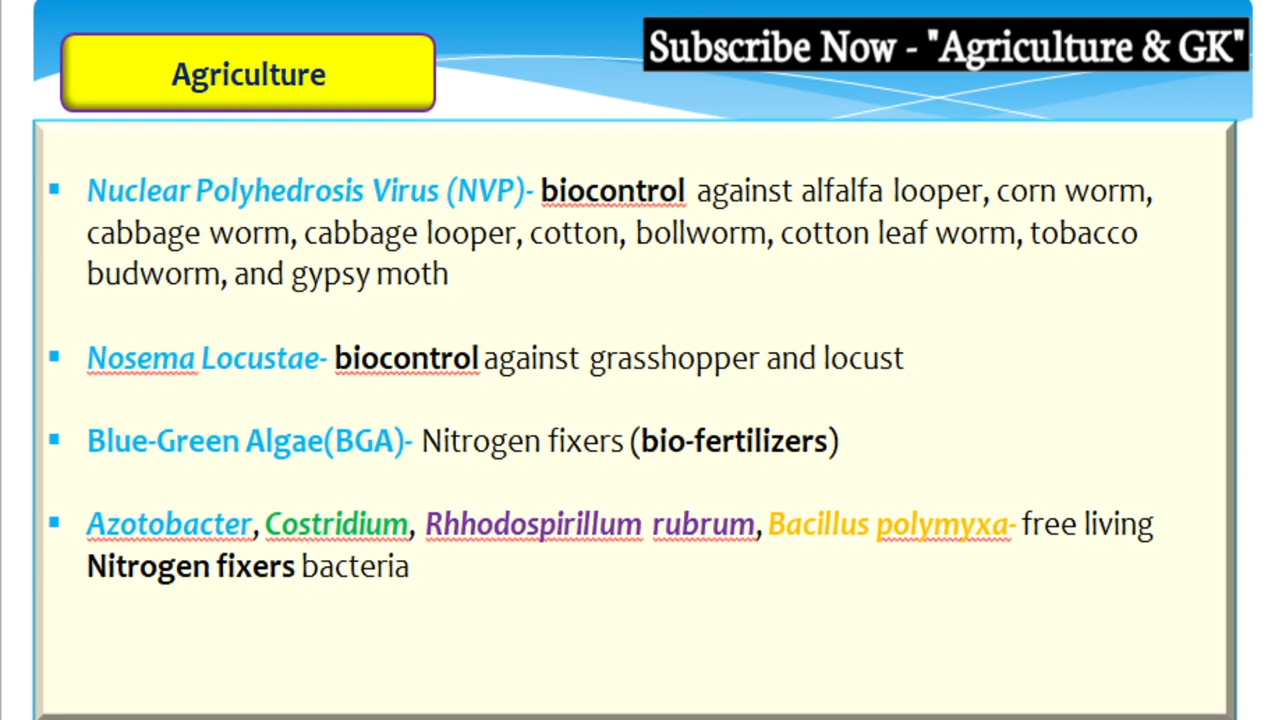 Subscribe Now - "Agriculture & GK"
Agriculture
▪ Nuclear Polyhedrosis Virus (NVP)- biocontrol against alfalfa looper, corn worm,
cabbage worm, cabbage looper, cotton, bollworm, cotton leaf worm, tobacco
budworm, and gypsy moth
▪ Nosema Locustae- biocontrol against grasshopper and locust
▪ Blue-Green Algae(BGA)- Nitrogen fixers (bio-fertilizers)
▪ Azotobacter, Costridium, Rhhodospirillum rubrum, Bacillus polymyxa- free living
Nitrogen fixers bacteria